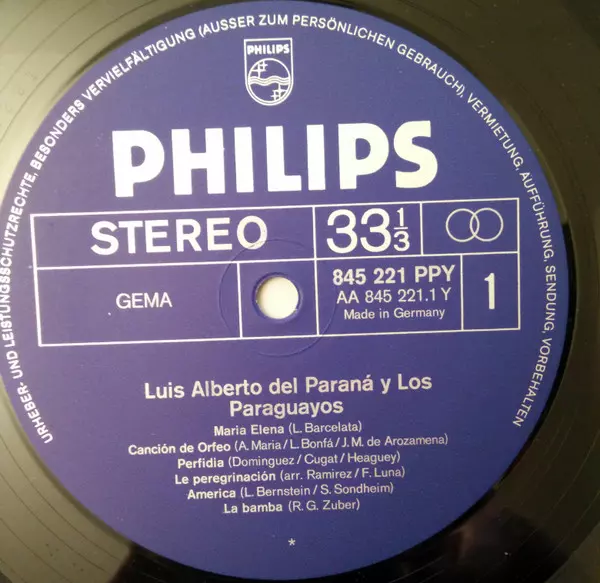 URHEBER- UND LEISTUNGSSCHUTZRECHTE, BESONDERS VERVIELFÄLTIGUNG (AUSSER ZUM PERSÖNLICHEN GEBRAUCH), VERMIETUNG, AUFFÜHRUNG, SENDUNG, VORBEHALTEN
PHILIPS
PHILIPS
STEREO 33 1/3
GEMA 845 221 PPY 1
AA 845 221.1 Y
Made in Germany
Luis Alberto del Paraná y Los
Paraguayos
Maria Elena (L. Barcelata)
Canción de Orfeo (A. Maria/L. Bonfá/J. M. de Arozamena)
Perfidia (Dominguez/Cugat/Heaguey)
Le peregrinación (arr. Ramirez/F. Luna)
America (L. Bernstein/S. Sondheim)
La bamba (R. G. Zuber)
*